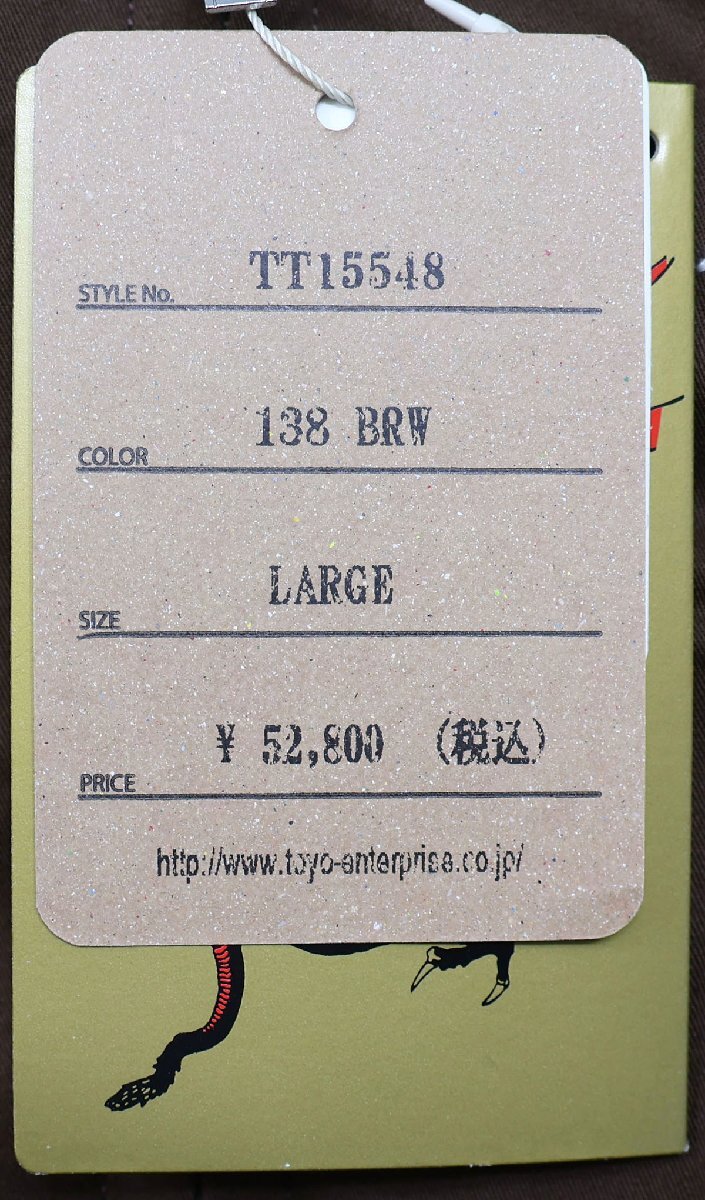 STYLE No. TT15548
COLOR 138 BRW
SIZE LARGE
PRICE ¥ 52,800 (税込)
http://www.toyo-enterprise.co.jp/